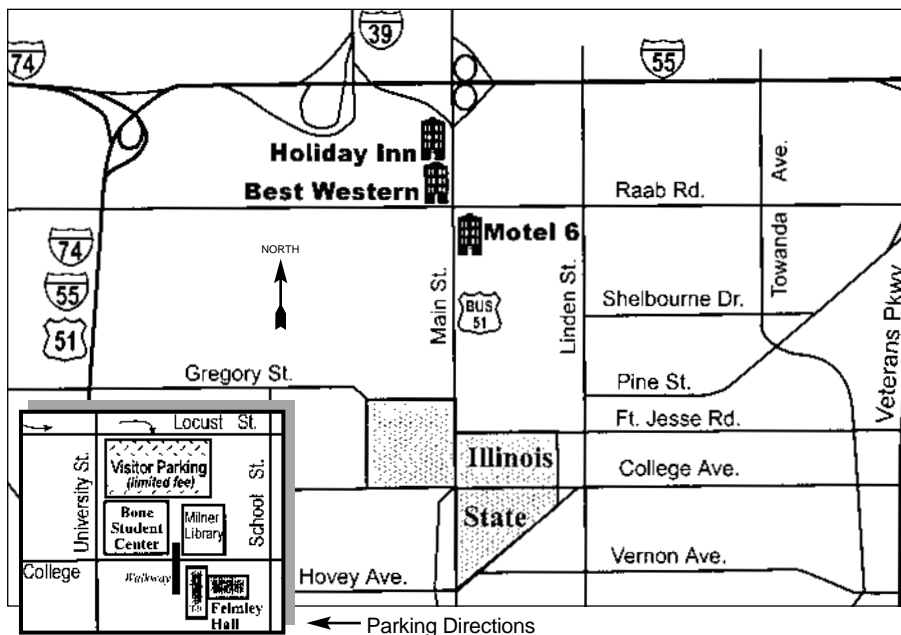 39
74
55
Holiday Inn
Best Western
Raab Rd.
Ave.
Towanda
Motel 6
NORTH
74
55
51
Main St.
BUS
51
Linden St.
Shelbourne Dr.
Veterans Pkwy
Gregory St.
Pine St.
Ft. Jesse Rd.
Illinois
College Ave.
State
Vernon Ave.
Hovey Ave.
Locust St.
University St.
School St.
Visitor Parking
(limited fee)
Bone
Student
Center
Milner
Library
College
Walkway
Felmley
Hall
Parking Directions